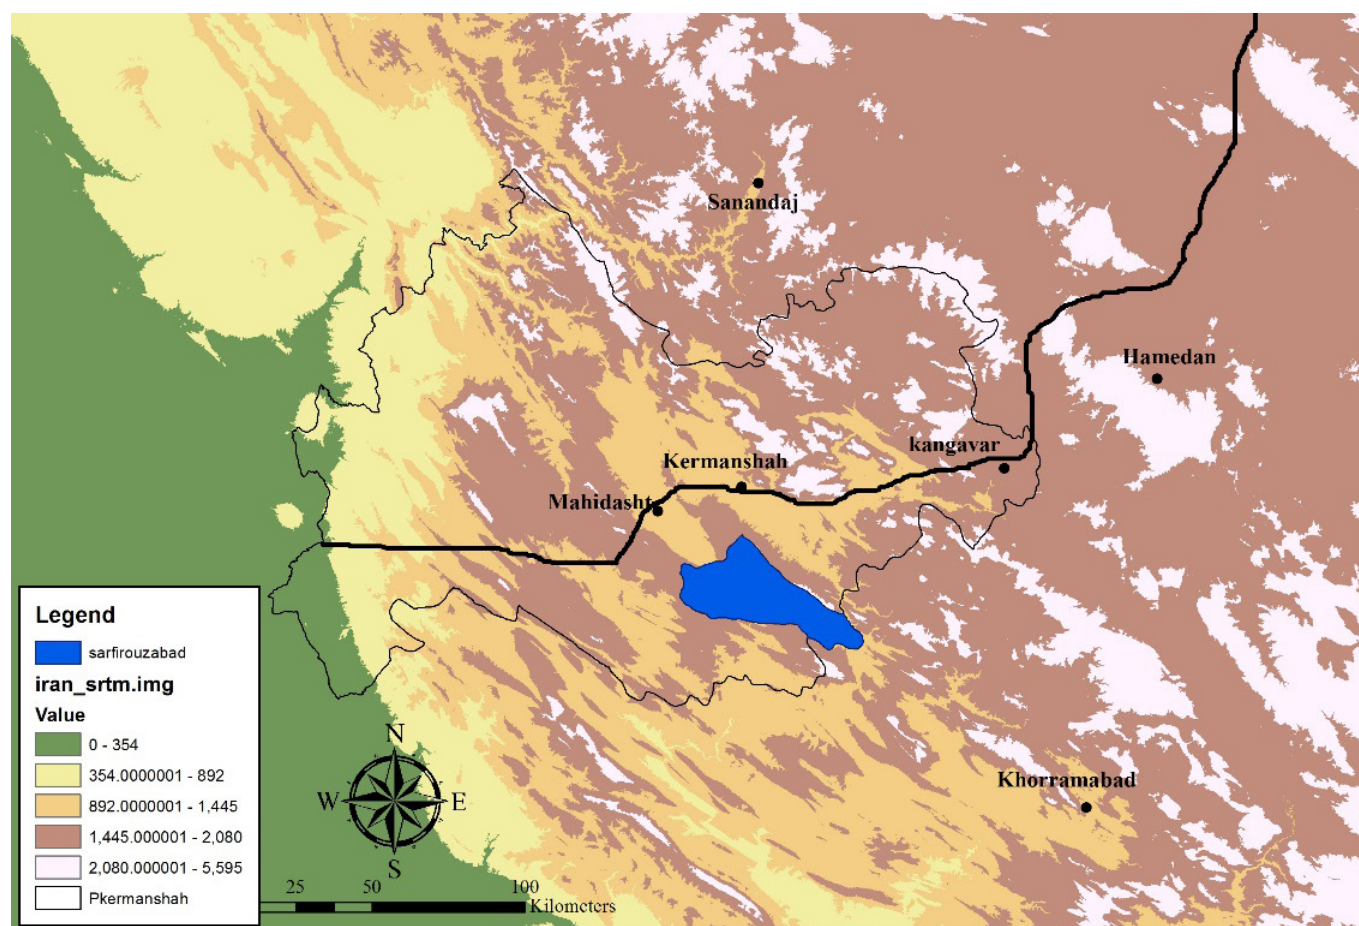 Sanandaj
Hamedan
kangavar
Kermanshah
Mahidasht
Khorramabad
Legend
sarfirouzabad
iran_srtm.img
Value
0 - 354
354.0000001 - 892
892.0000001 - 1,445
1,445.000001 - 2,080
2,080.000001 - 5,595
Pkermanshah
N
W E
S
25 50 100
Kilometers